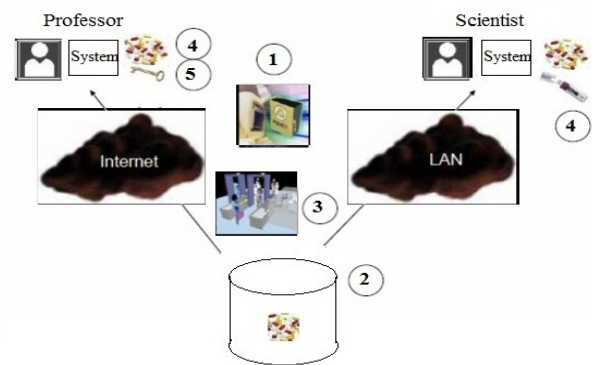 Professor
Scientist
System
4
5
1
System
4
Internet
LAN
3
2